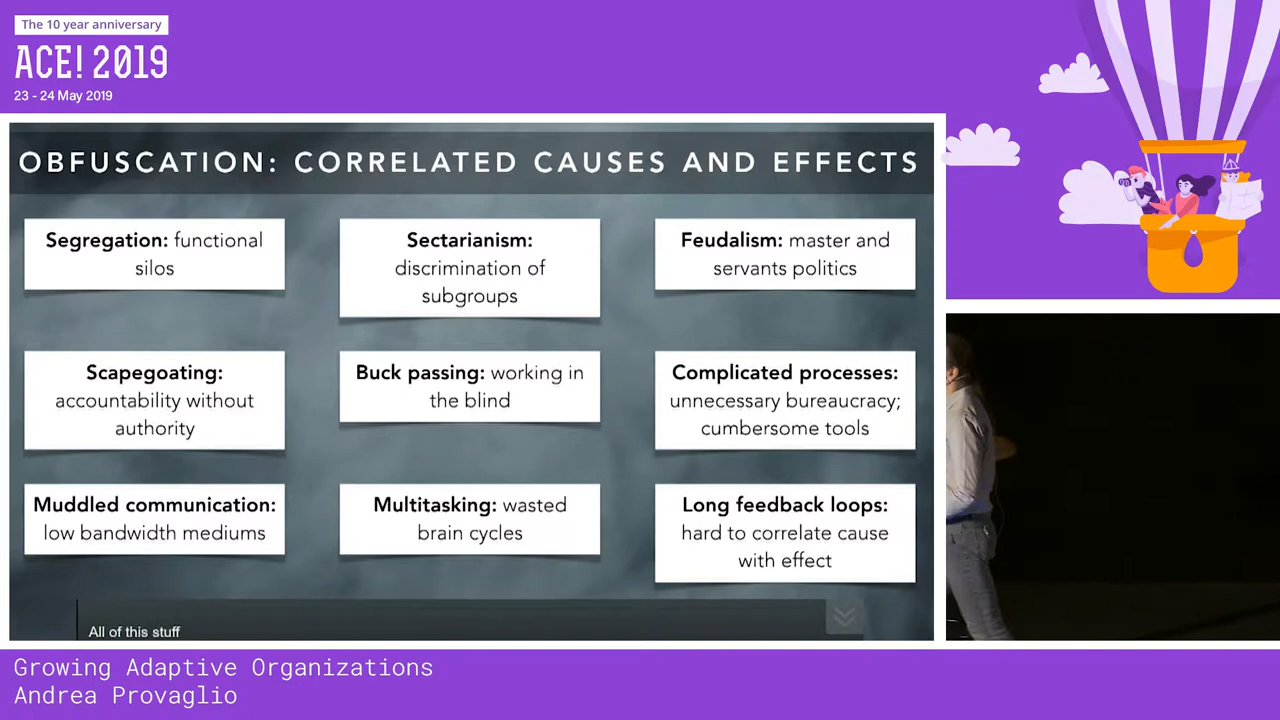 The 10 year anniversary
ACE! 2019
23 - 24 May 2019
OBFUSCATION: CORRELATED CAUSES AND EFFECTS
Segregation: functional
silos
Sectarianism:
discrimination of
subgroups
Feudalism: master and
servants politics
Scapegoating:
accountability without
authority
Buck passing: working in
the blind
Complicated processes:
unnecessary bureaucracy;
cumbersome tools
Muddled communication:
low bandwidth mediums
Multitasking: wasted
brain cycles
Long feedback loops:
hard to correlate cause
with effect
All of this stuff
Growing Adaptive Organizations
Andrea Provaglio